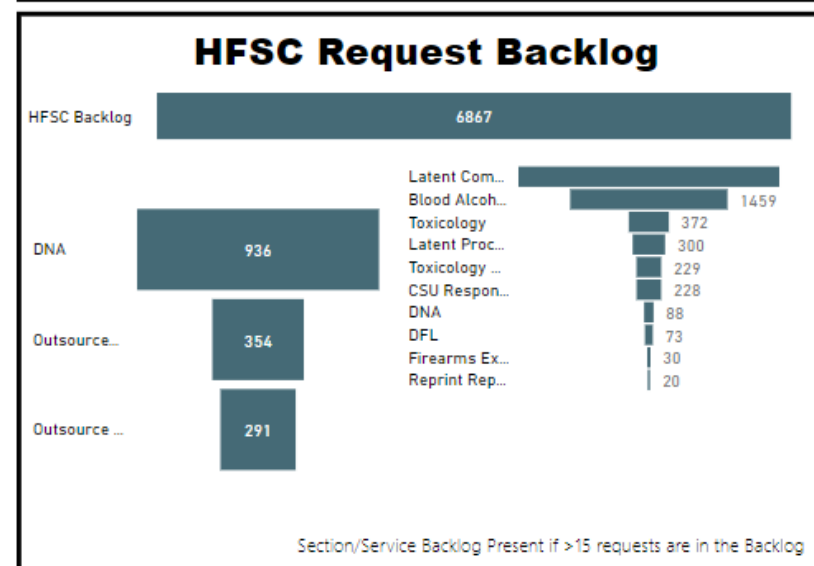 HFSC Request Backlog
HFSC Backlog 6867
DNA 936
Outsource... 354
Outsource ... 291
Latent Com...
Blood Alcoh... 1459
Toxicology 372
Latent Proc... 300
Toxicology ... 229
CSU Respon... 228
DNA 88
DFL 73
Firearms Ex... 30
Reprint Rep... 20
Section/Service Backlog Present if >15 requests are in the Backlog